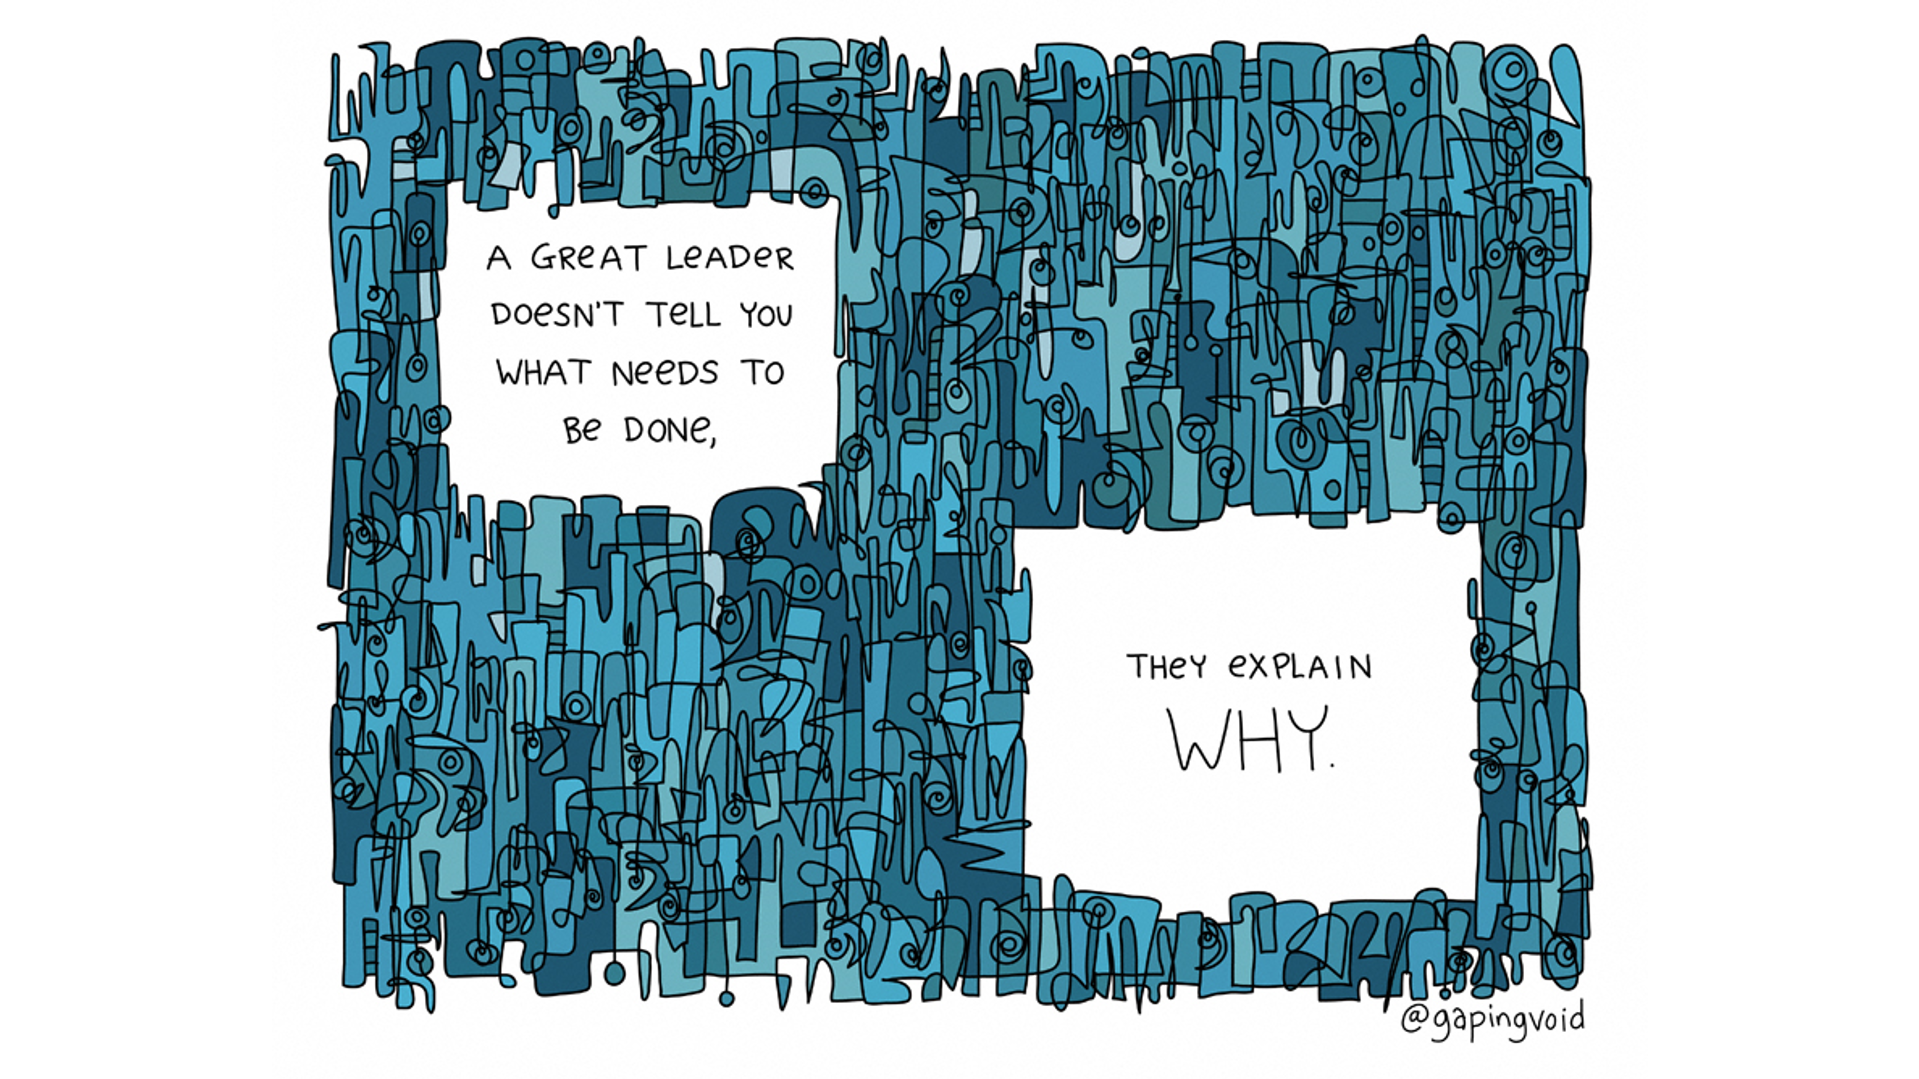 A GREAT LEADER
DOESN'T TELL YOU
WHAT NEEDS TO
BE DONE,
THEY EXPLAIN
WHY.
@gapingvoid